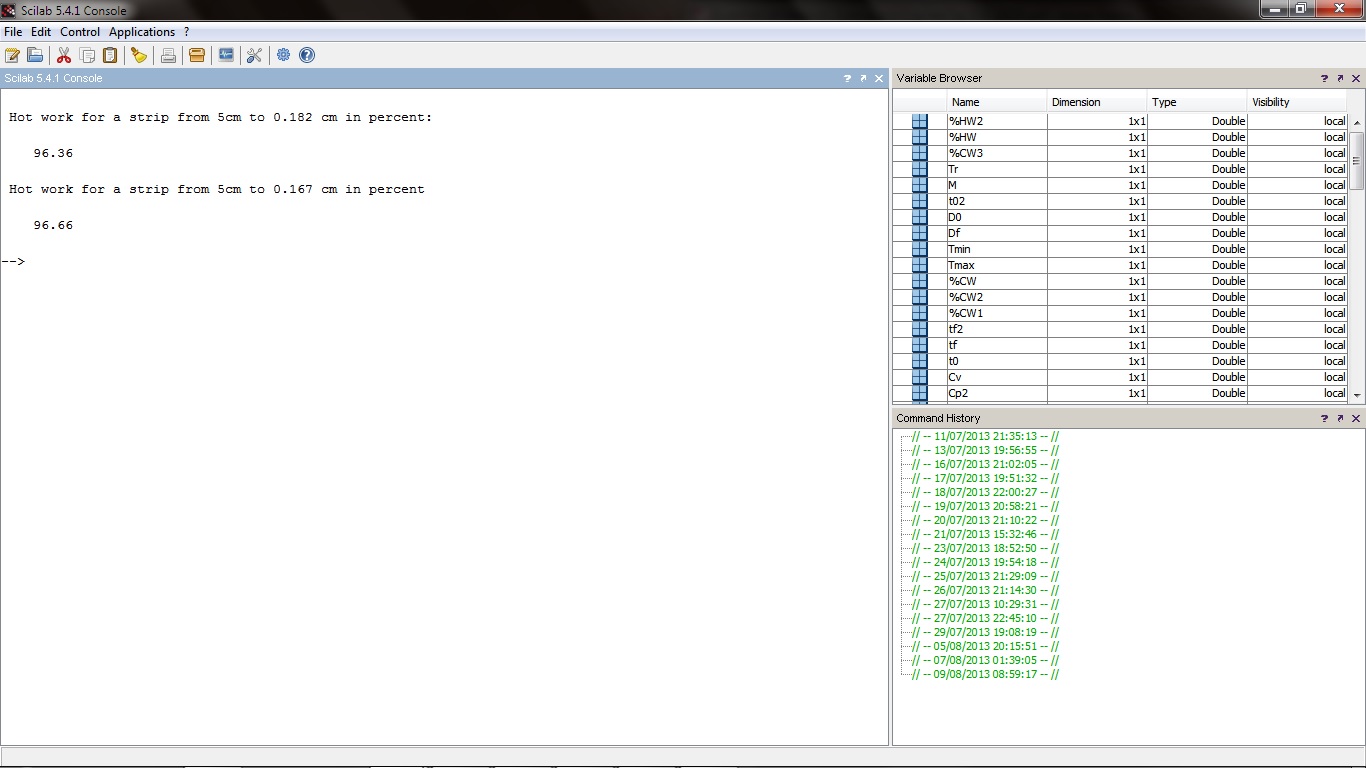 Scilab 5.4.1 Console
File Edit Control Applications ?
Scilab 5.4.1 Console
Hot work for a strip from 5cm to 0.182 cm in percent:
96.36
Hot work for a strip from 5cm to 0.167 cm in percent
96.66
-->
Variable Browser
Name Dimension Type Visibility
%HW2 1x1 Double local
%HW 1x1 Double local
%CW3 1x1 Double local
Tr 1x1 Double local
M 1x1 Double local
t02 1x1 Double local
D0 1x1 Double local
Df 1x1 Double local
Tmin 1x1 Double local
Tmax 1x1 Double local
%CW 1x1 Double local
%CW2 1x1 Double local
%CW1 1x1 Double local
tf2 1x1 Double local
tf 1x1 Double local
t0 1x1 Double local
Cv 1x1 Double local
Cp2 1x1 Double local
Command History
// -- 11/07/2013 21:35:13 -- //
// -- 13/07/2013 19:56:55 -- //
// -- 16/07/2013 21:02:05 -- //
// -- 17/07/2013 19:51:32 -- //
// -- 18/07/2013 22:00:27 -- //
// -- 19/07/2013 20:58:21 -- //
// -- 20/07/2013 21:10:22 -- //
// -- 21/07/2013 15:32:46 -- //
// -- 23/07/2013 18:52:50 -- //
// -- 24/07/2013 19:54:18 -- //
// -- 25/07/2013 21:29:09 -- //
// -- 26/07/2013 21:14:30 -- //
// -- 27/07/2013 10:29:31 -- //
// -- 27/07/2013 22:45:10 -- //
// -- 29/07/2013 19:08:19 -- //
// -- 05/08/2013 20:15:51 -- //
// -- 07/08/2013 01:39:05 -- //
// -- 09/08/2013 08:59:17 -- //